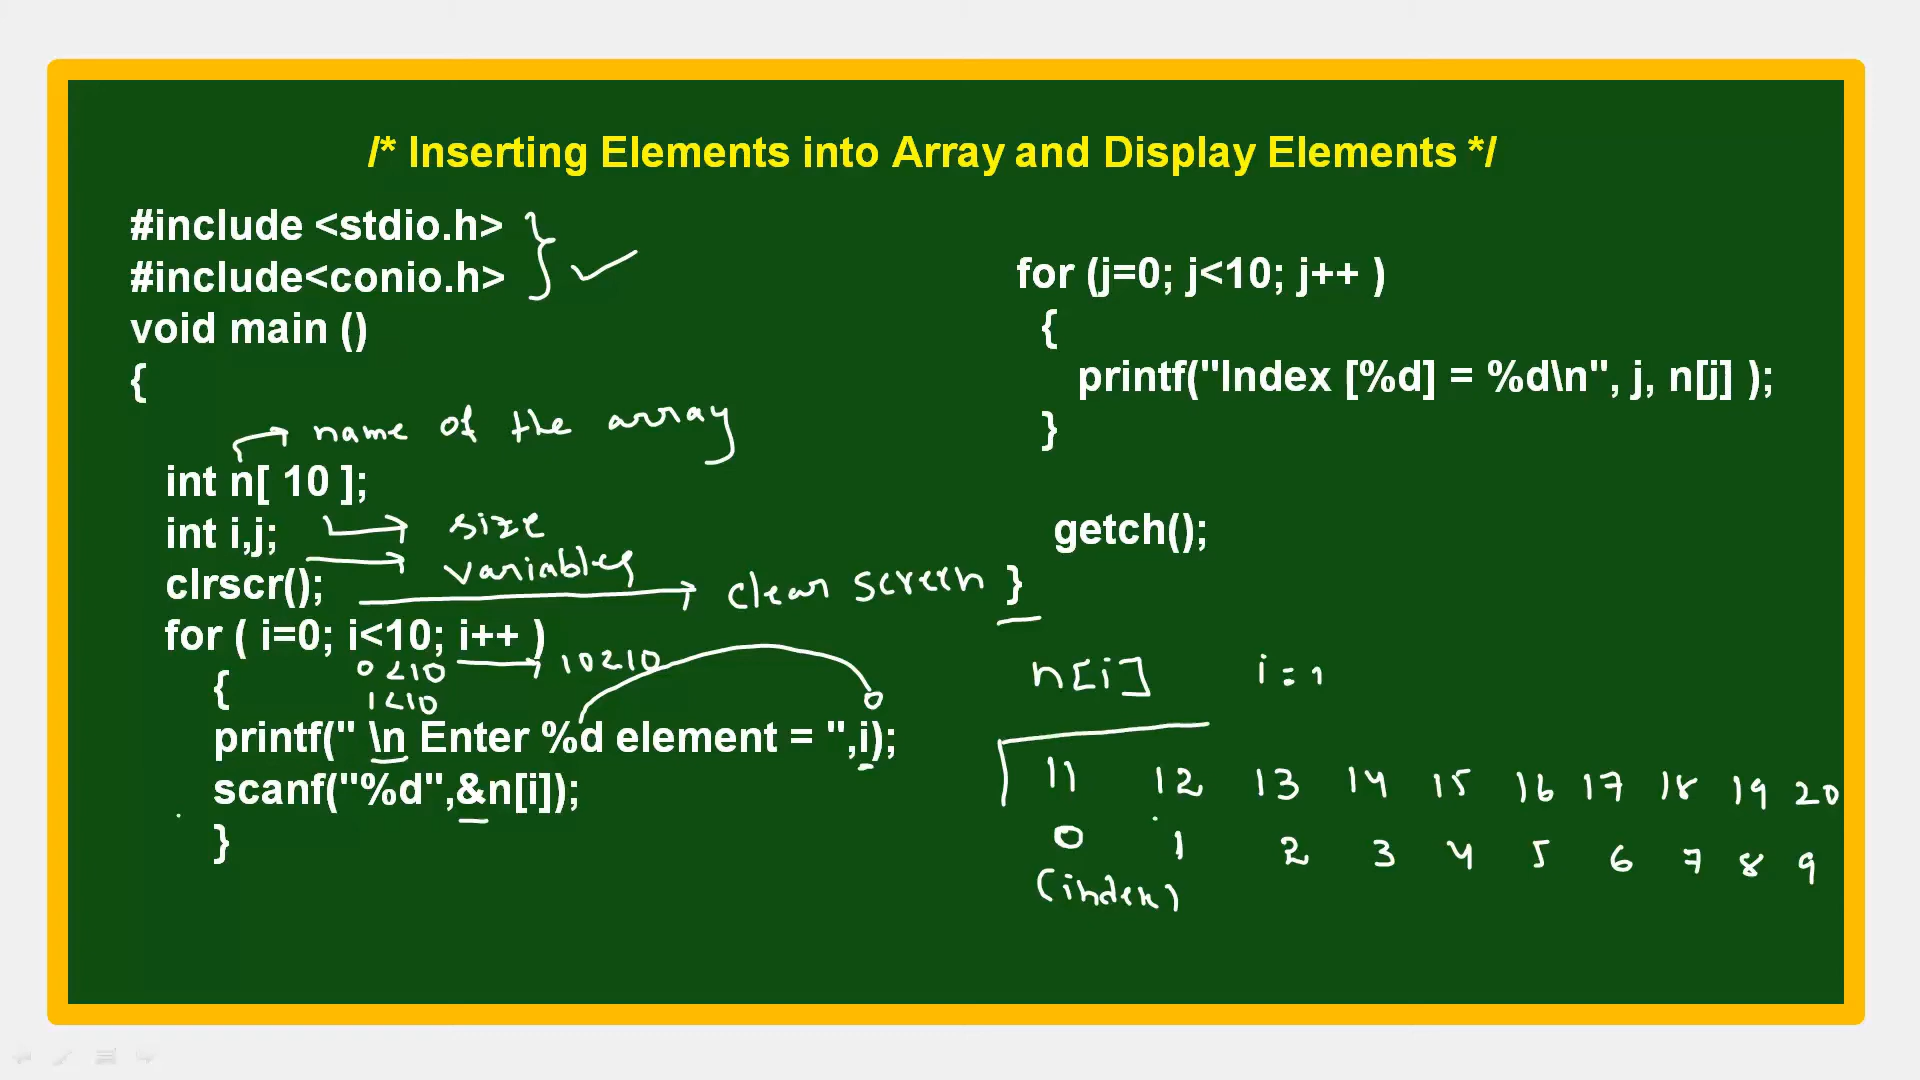 /* Inserting Elements into Array and Display Elements */
#include <stdio.h>
#include<conio.h>
void main ()
{
name of the array
int n[ 10 ];
int i,j;
size
variables
clrscr();
clear screen
for ( i=0; i<10; i++ )
0<10
10<10
{
1<10
0
printf(" \n Enter %d element = ",i);
scanf("%d",&n[i]);
}
for (j=0; j<10; j++ )
{
printf("Index [%d] = %d\n", j, n[j] );
}
getch();
}
n[i] i=1
11 12 13 14 15 16 17 18 19 20
0 1 2 3 4 5 6 7 8 9
(index)